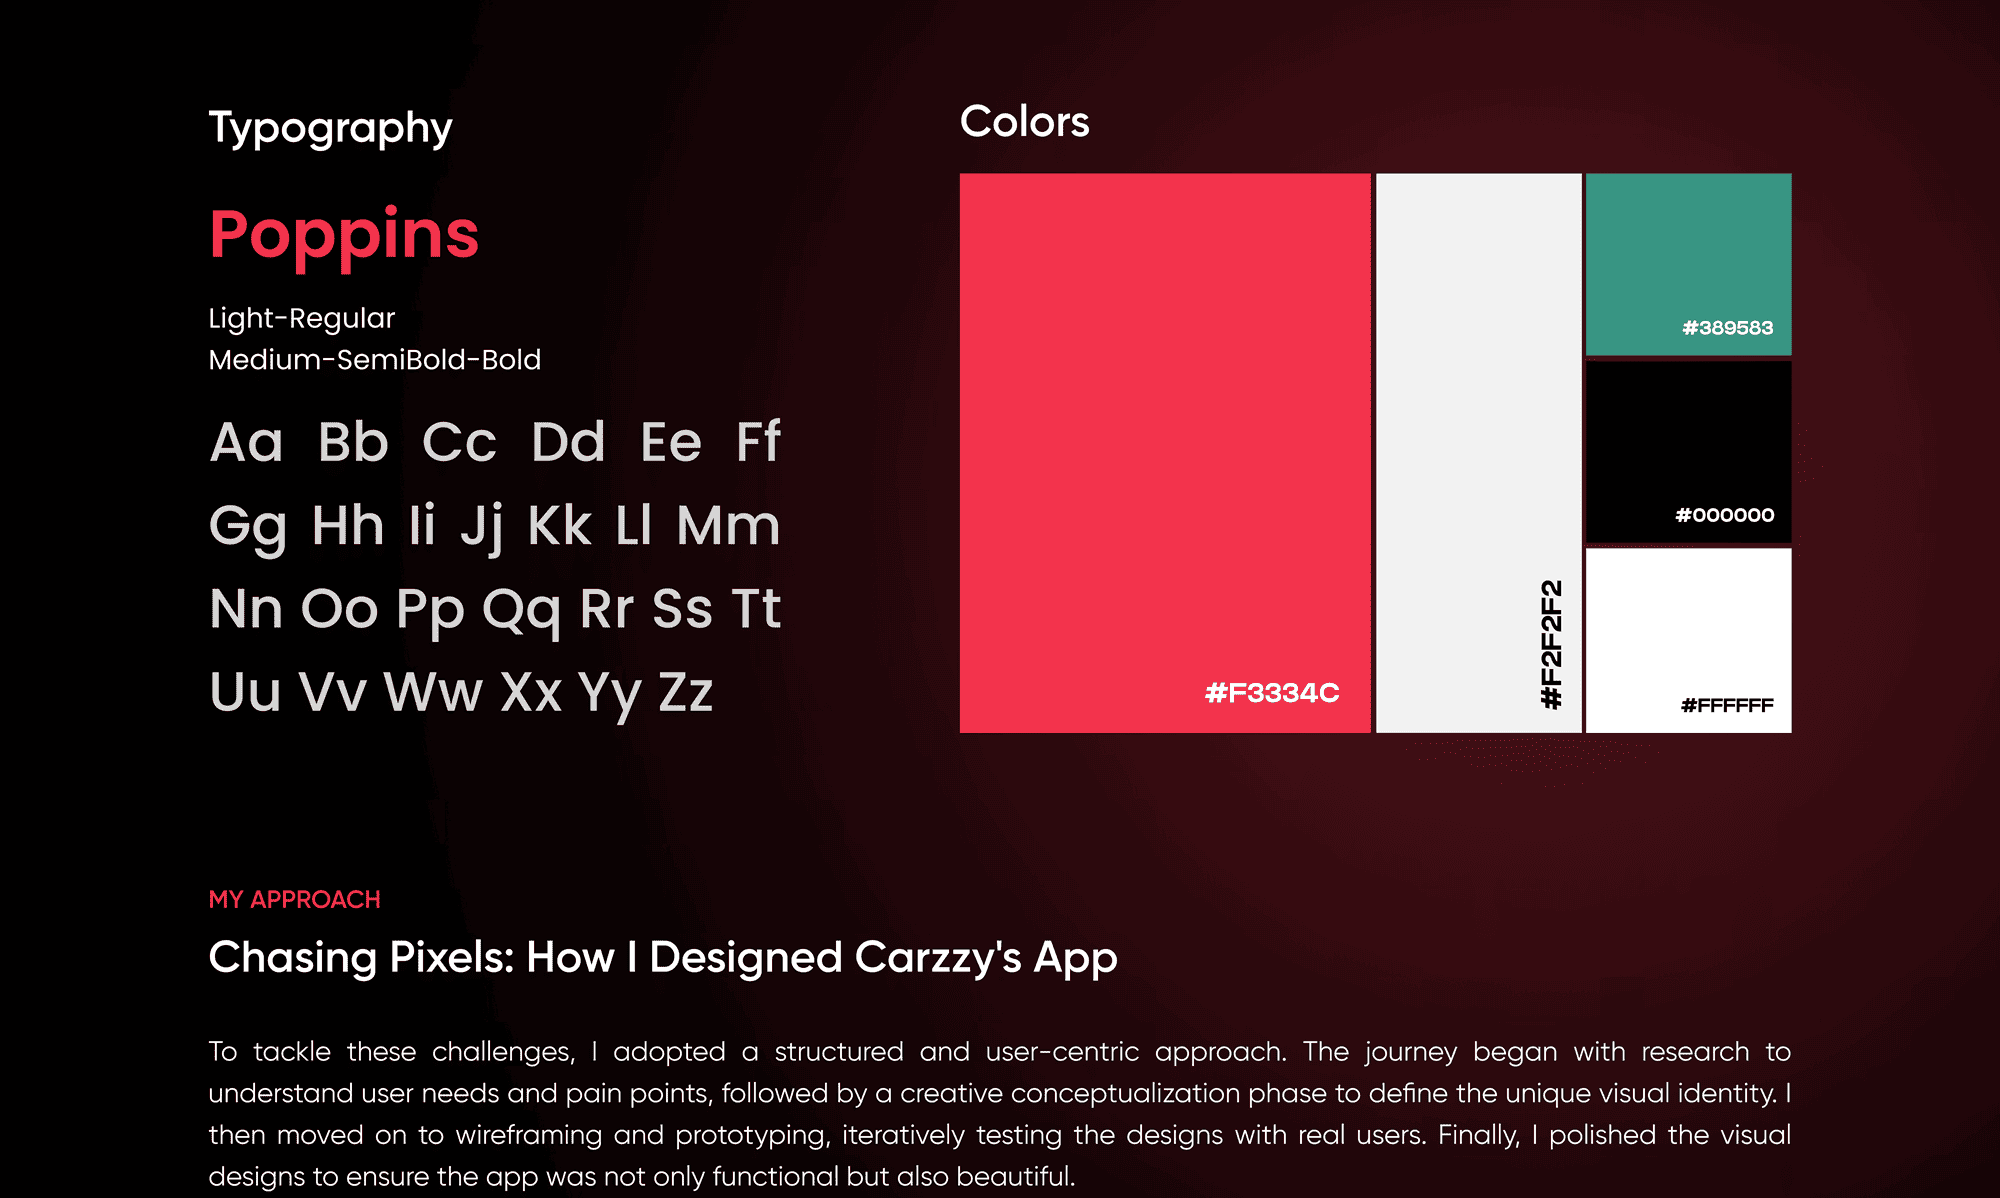 Typography
Poppins
Light-Regular
Medium-SemiBold-Bold
Aa Bb Cc Dd Ee Ff
Gg Hh Ii Jj Kk Ll Mm
Nn Oo Pp Qq Rr Ss Tt
Uu Vv Ww Xx Yy Zz
Colors
#F3334C
#F2F2F2
#389583
#000000
#FFFFFF
MY APPROACH
Chasing Pixels: How I Designed Carzzy's App
To tackle these challenges, I adopted a structured and user-centric approach. The journey began with research to
understand user needs and pain points, followed by a creative conceptualization phase to define the unique visual identity. I
then moved on to wireframing and prototyping, iteratively testing the designs with real users. Finally, I polished the visual
designs to ensure the app was not only functional but also beautiful.